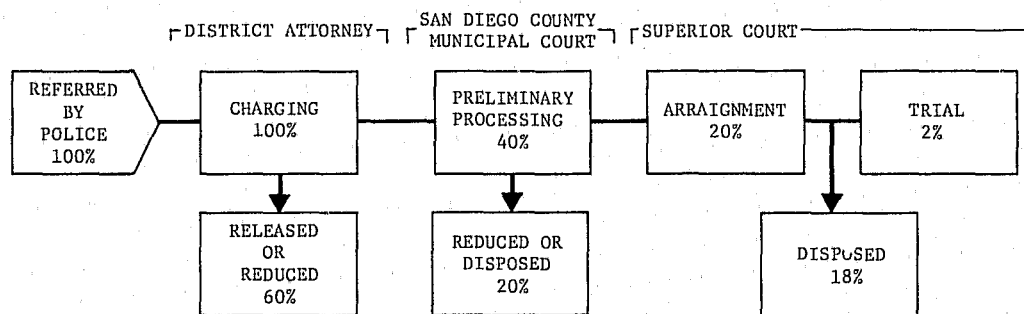 DISTRICT ATTORNEY
SAN DIEGO COUNTY
MUNICIPAL COURT
SUPERIOR COURT
REFERRED
BY
POLICE
100%
CHARGING
100%
PRELIMINARY
PROCESSING
40%
ARRAIGNMENT
20%
TRIAL
2%
RELEASED
OR
REDUCED
60%
REDUCED OR
DISPOSED
20%
DISPOSED
18%